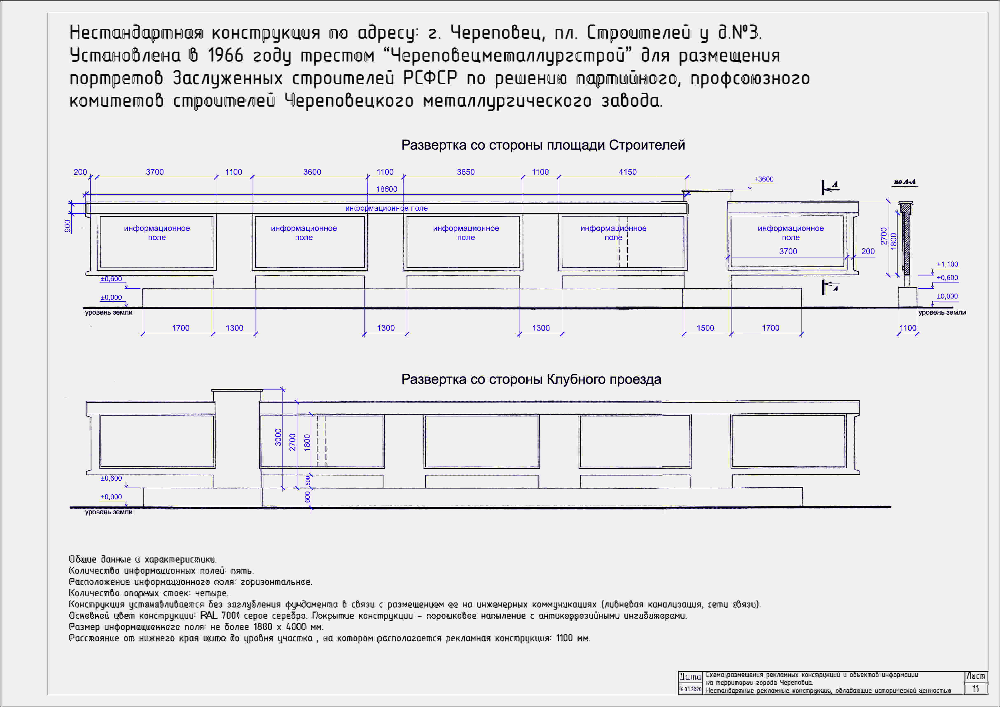 Нестандартная конструкция по адресу: г. Череповец, пл. Строителей у д.№3.
Установлена в 1966 году трестом “Череповецметаллургстрой” для размещения
портретов Заслуженных строителей РСФСР по решению партийного, профсоюзного
комитетов строителей Череповецкого металлургического завода.
Развертка со стороны площади Строителей
200 3700 1100 3600 1100 3650 1100 4150
+3600
А
по А-А
18600
информационное поле
900
информационное
поле
информационное
поле
информационное
поле
информационное
поле
информационное
поле
3700 200
2700
1800
+1,100
+0,600
±0,000
±0,600
±0,000
А
уровень земли
уровень земли
1700 1300 1300 1300 1500 1700 1100
Развертка со стороны Клубного проезда
3000
2700
1800
500
600
±0,600
±0,000
уровень земли
Общие данные и характеристики.
Количество информационных полей: пять.
Расположение информационного поля: горизонтальное.
Количество опорных стоек: четыре.
Конструкция устанавливается без заглубления фундамента в связи с размещением ее на инженерных коммуникациях (ливневая канализация, сети связи).
Основной цвет конструкции: RAL 7001 серое серебро. Покрытие конструкции – порошковое напыление с антикоррозийными ингибиторами.
Размер информационного поля: не более 1800 х 4000 мм.
Расстояние от нижнего края щита до уровня участка , на котором располагается рекламная конструкция: 1100 мм.
Дата
16.03.2020
Схема размещения рекламных конструкций и объектов информации
на территории города Череповца.
Нестандартные рекламные конструкции, обладающие исторической ценностью
Лист
11